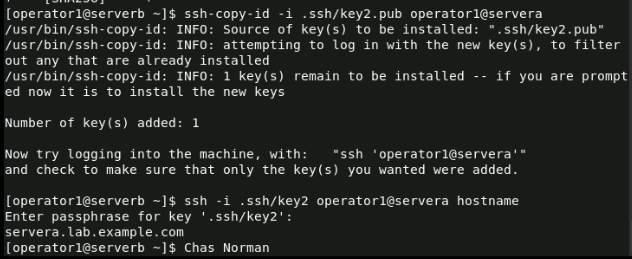 [operator1@serverb ~]$ ssh-copy-id -i .ssh/key2.pub operator1@servera
/usr/bin/ssh-copy-id: INFO: Source of key(s) to be installed: ".ssh/key2.pub"
/usr/bin/ssh-copy-id: INFO: attempting to log in with the new key(s), to filter
out any that are already installed
/usr/bin/ssh-copy-id: INFO: 1 key(s) remain to be installed -- if you are prompt
ed now it is to install the new keys
Number of key(s) added: 1
Now try logging into the machine, with:   "ssh 'operator1@servera'"
and check to make sure that only the key(s) you wanted were added.
[operator1@serverb ~]$ ssh -i .ssh/key2 operator1@servera hostname
Enter passphrase for key '.ssh/key2':
servera.lab.example.com
[operator1@serverb ~]$ Chas Norman